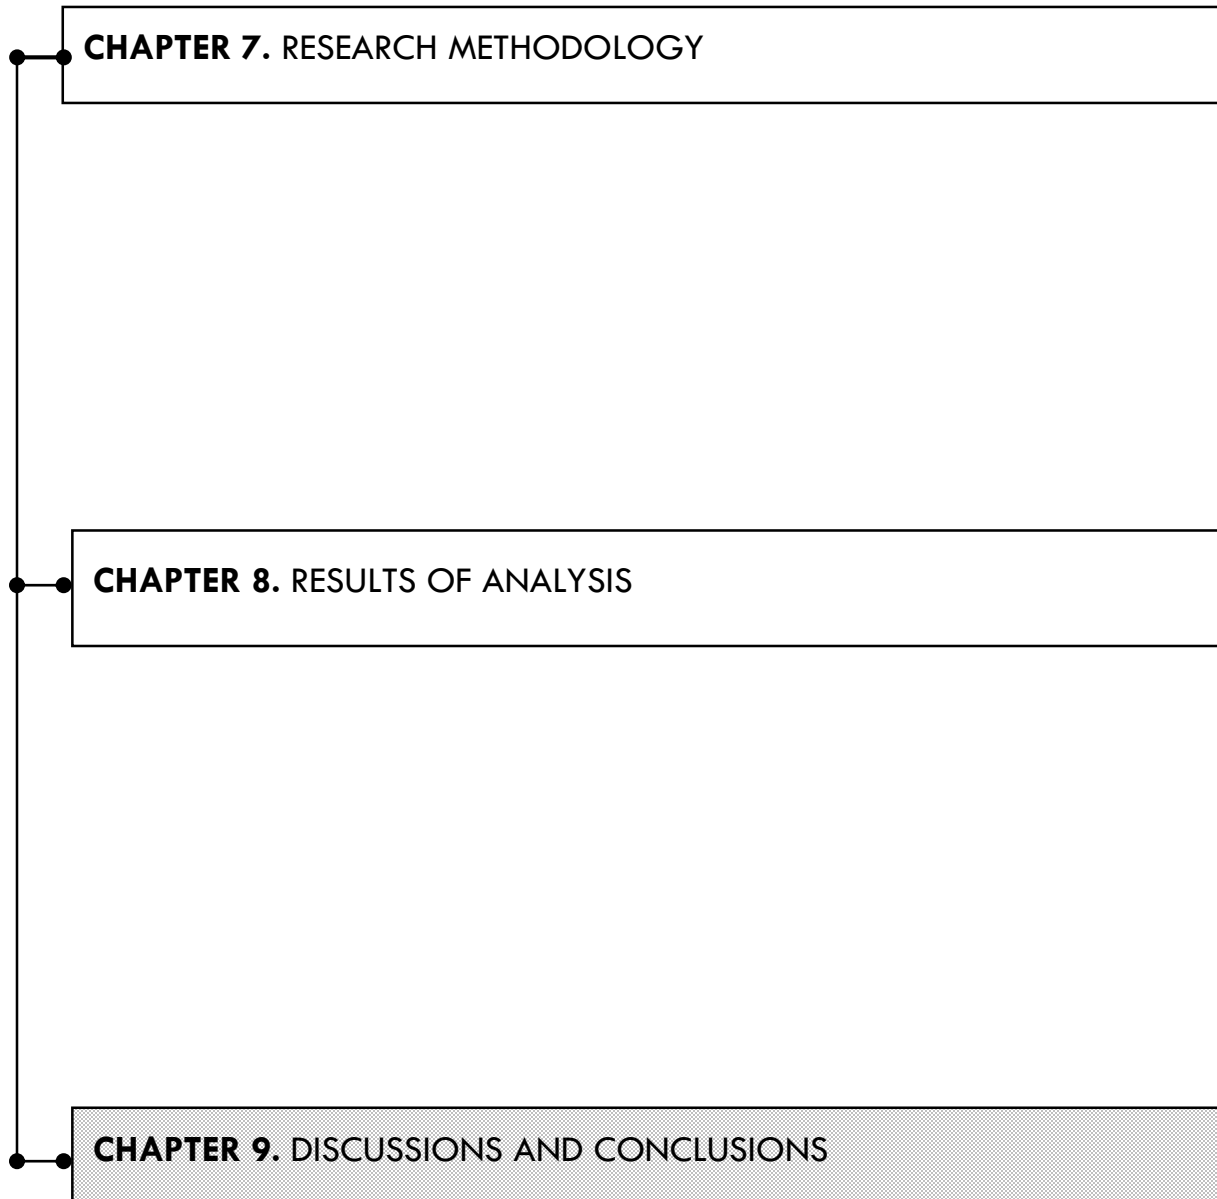 CHAPTER 7. RESEARCH METHODOLOGY
CHAPTER 8. RESULTS OF ANALYSIS
CHAPTER 9. DISCUSSIONS AND CONCLUSIONS